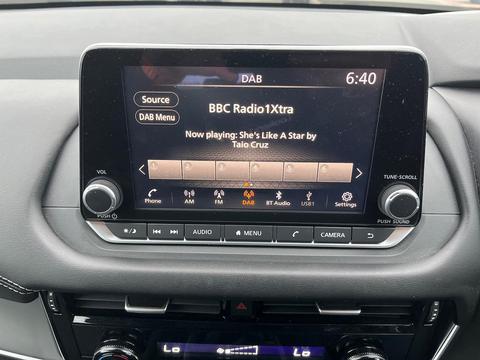 DAB
6:40
Source
BBC Radio1Xtra
DAB Menu
Now playing: She's Like A Star by
Taio Cruz
VOL
TUNE·SCROLL
Phone
AM
FM
DAB
BT Audio
USB1
Settings
PUSH
PUSH SOUND
AUDIO
MENU
CAMERA
Lo
Lo